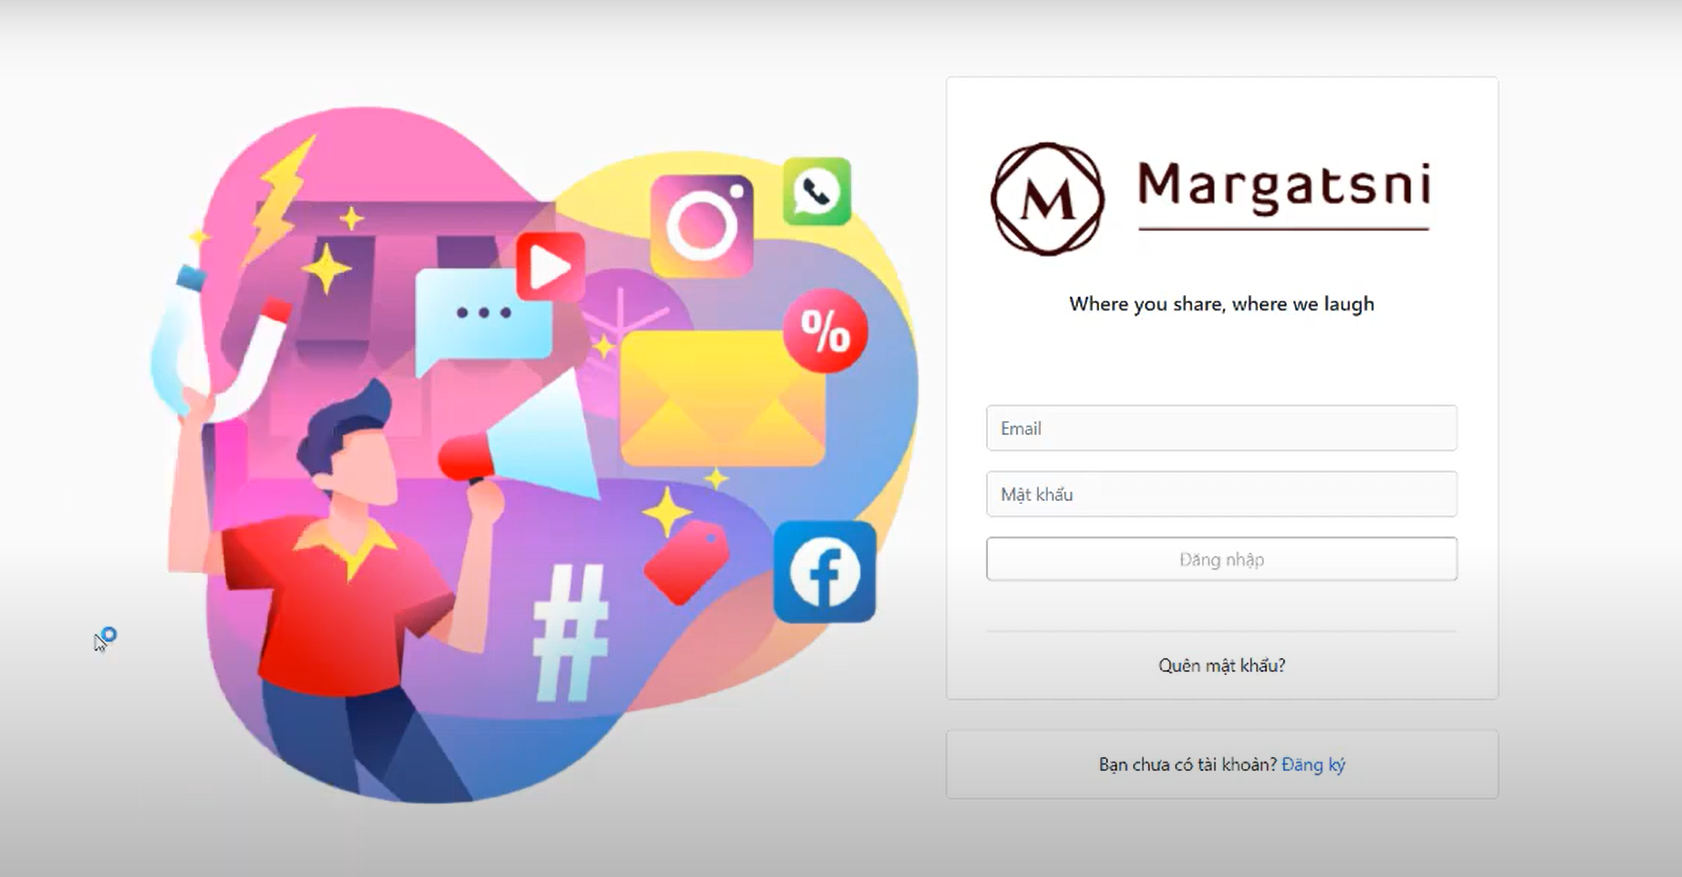 M
Margatsni
Where you share, where we laugh
%
#
Email
Mật khẩu
Đăng nhập
Quên mật khẩu?
Bạn chưa có tài khoản? Đăng ký